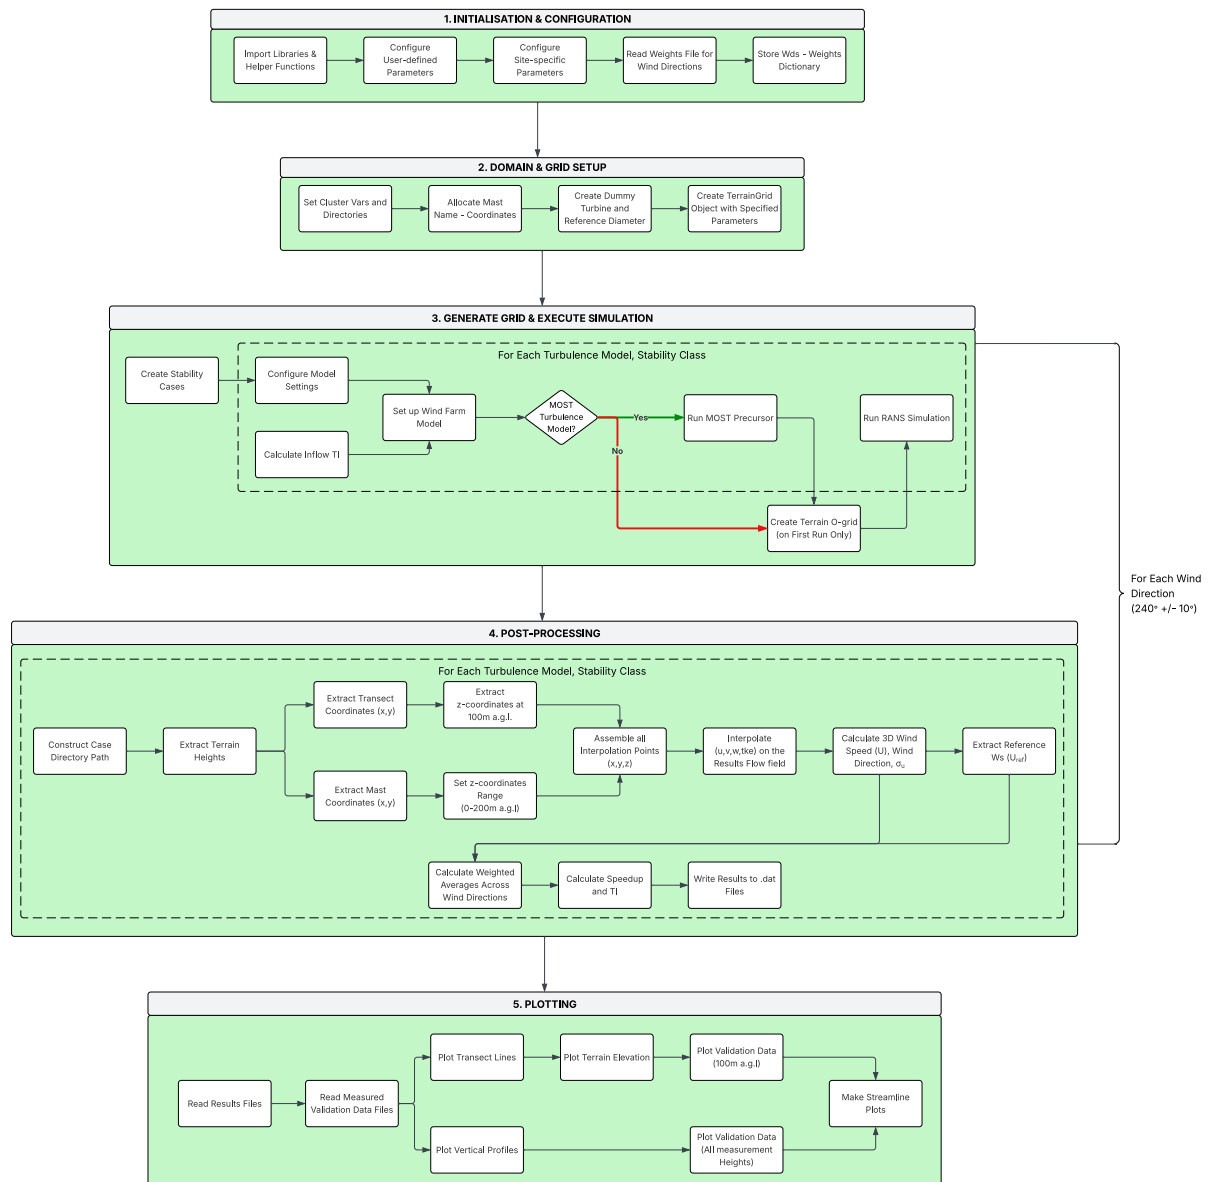 1. INITIALISATION & CONFIGURATION
Import Libraries &
Helper Functions
Configure
User-defined
Parameters
Configure
Site-specific
Parameters
Read Weights File for
Wind Directions
Store Wds - Weights
Dictionary
2. DOMAIN & GRID SETUP
Set Cluster Vars and
Directories
Allocate Mast
Name - Coordinates
Create Dummy
Turbine and
Reference Diameter
Create TerrainGrid
Object with Specified
Parameters
3. GENERATE GRID & EXECUTE SIMULATION
For Each Turbulence Model, Stability Class
Create Stability
Cases
Configure Model
Settings
Calculate Inflow TI
Set up Wind Farm
Model
MOST
Turbulence
Model?
Yes
No
Run MOST Precursor
Run RANS Simulation
Create Terrain O-grid
(on First Run Only)
For Each Wind
Direction
(240° +/- 10°)
4. POST-PROCESSING
For Each Turbulence Model, Stability Class
Construct Case
Directory Path
Extract Terrain
Heights
Extract Transect
Coordinates (x,y)
Extract
z-coordinates at
100m a.g.l.
Extract Mast
Coordinates (x,y)
Set z-coordinates
Range
(0-200m a.g.l)
Assemble all
Interpolation Points
(x,y,z)
Interpolate
(u,v,w,tke) on the
Results Flow field
Calculate 3D Wind
Speed (U), Wind
Direction, σᵤ
Extract Reference
Ws (Uref)
Calculate Weighted
Averages Across
Wind Directions
Calculate Speedup
and TI
Write Results to .dat
Files
5. PLOTTING
Read Results Files
Read Measured
Validation Data Files
Plot Transect Lines
Plot Terrain Elevation
Plot Validation Data
(100m a.g.l)
Plot Vertical Profiles
Plot Validation Data
(All measurement
Heights)
Make Streamline
Plots